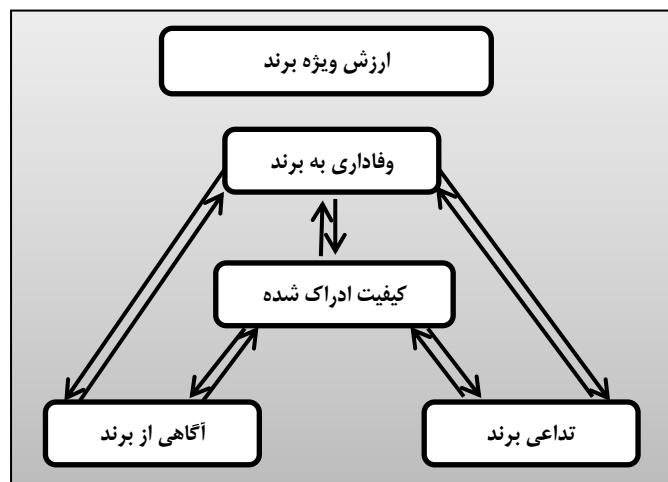 ارزش ویژه برند
وفاداری به برند
کیفیت ادراک شده
آگاهی از برند
تداعی برند